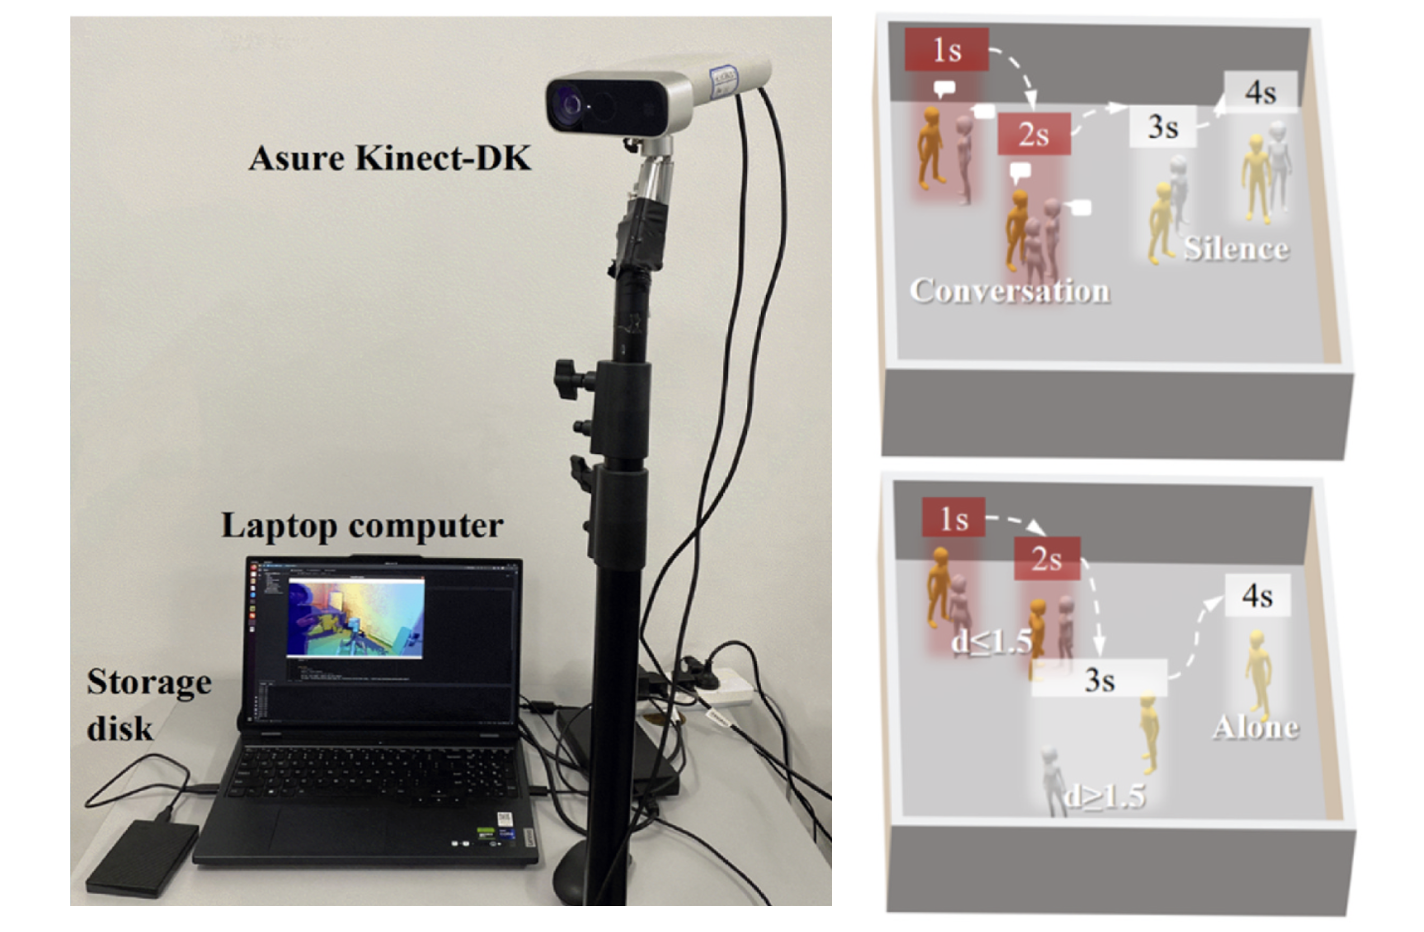 Asure Kinect-DK
Laptop computer
Storage
disk
1s
2s
3s
4s
Silence
Conversation
1s
2s
d≤1.5
3s
4s
Alone
d≥1.5